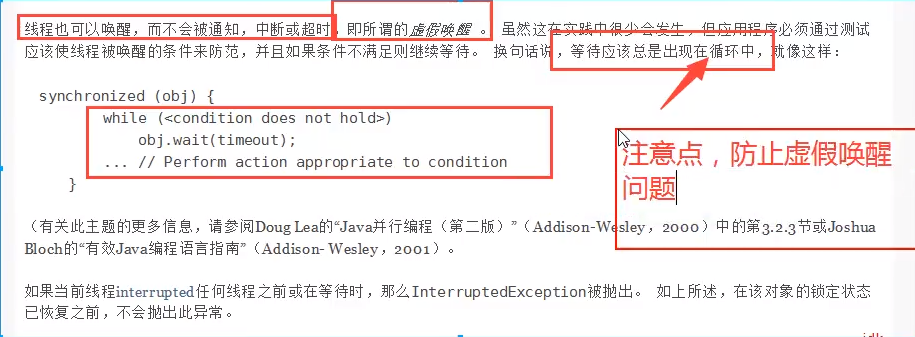 线程也可以唤醒，而不会被通知，中断或超时，即所谓的虚假唤醒 。 虽然这在实践中很少会发生，但应用程序必须通过测试
应该使线程被唤醒的条件来防范，并且如果条件不满足则继续等待。 换句话说，等待应该总是出现在循环中，就像这样：
synchronized (obj) {
while (<condition does not hold>)
obj.wait(timeout);
... // Perform action appropriate to condition
}
注意点，防止虚假唤醒
问题
（有关此主题的更多信息，请参阅Doug Lea的“Java并行编程（第二版）”（Addison-Wesley，2000）中的第3.2.3节或Joshua
Bloch的“有效Java编程语言指南”（Addison- Wesley，2001）。
如果当前线程interrupted任何线程之前或在等待时，那么InterruptedException被抛出。 如上所述，在该对象的锁定状态
已恢复之前，不会抛出此异常。